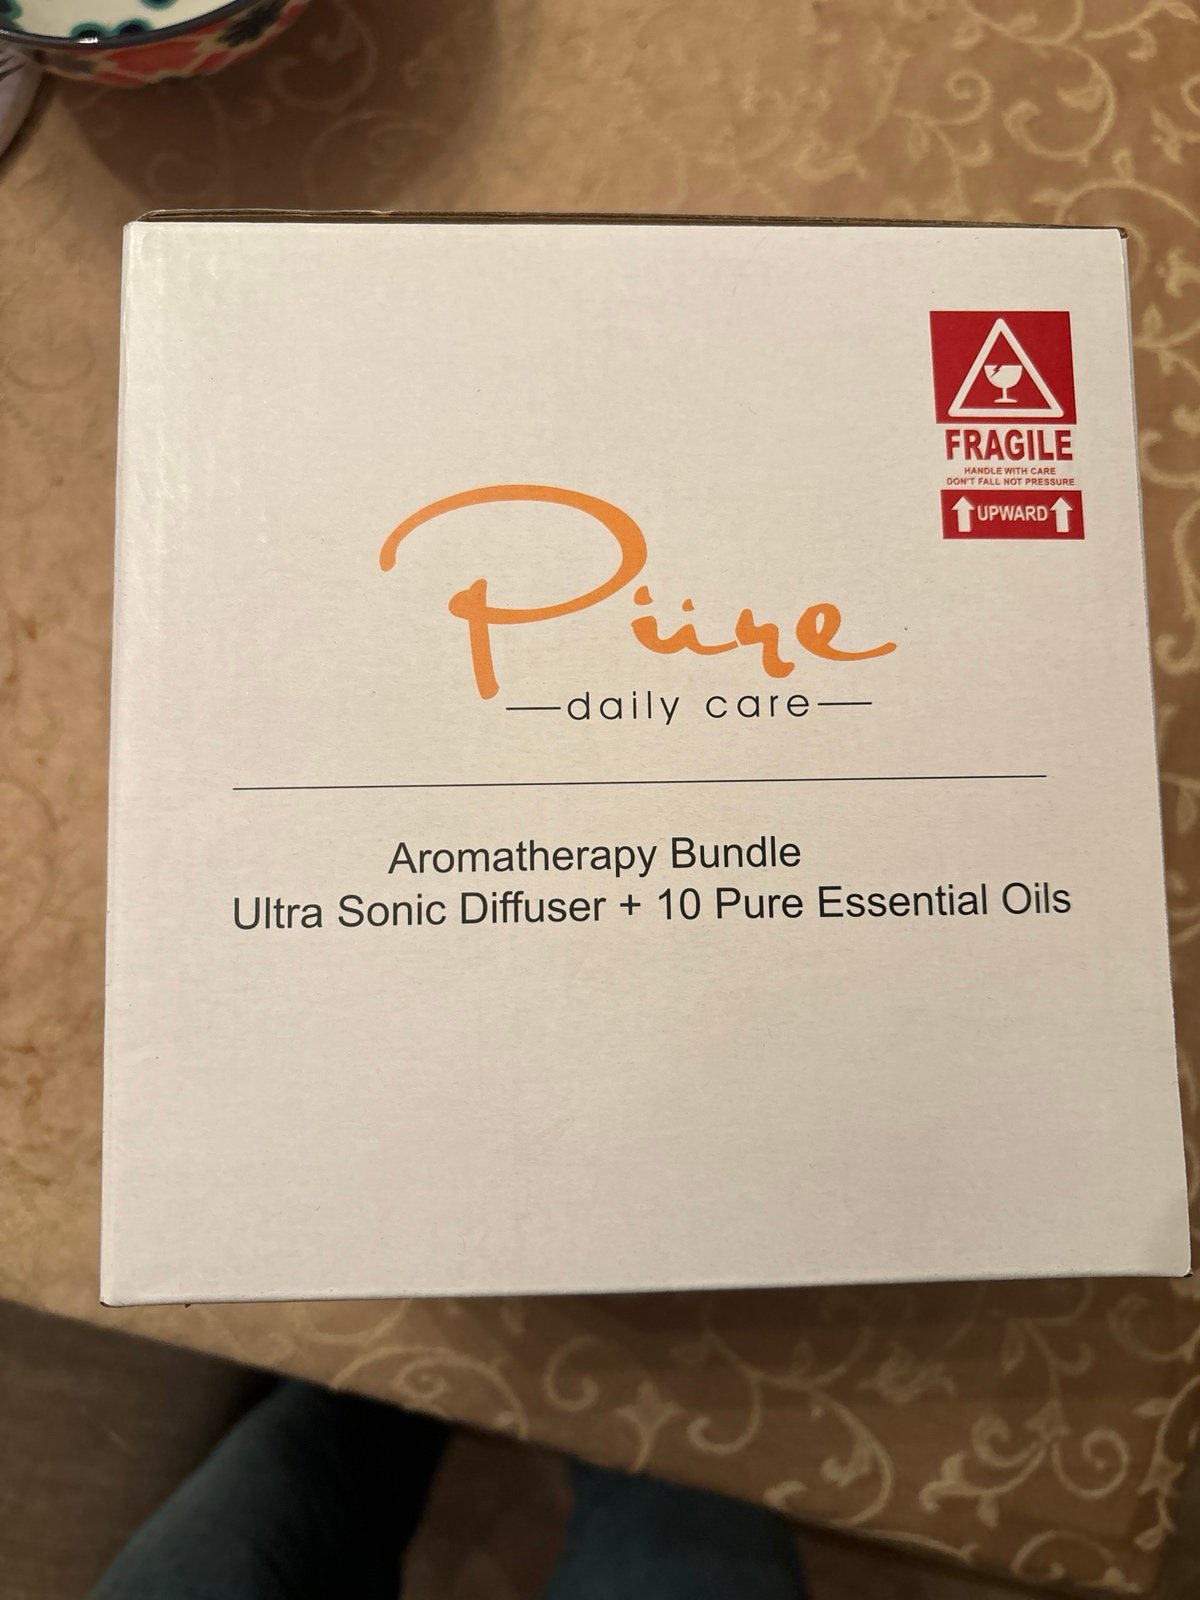 FRAGILE
HANDLE WITH CARE
DON'T FALL NOT PRESSURE
UPWARD
Püre
daily care
Aromatherapy Bundle
Ultra Sonic Diffuser + 10 Pure Essential Oils